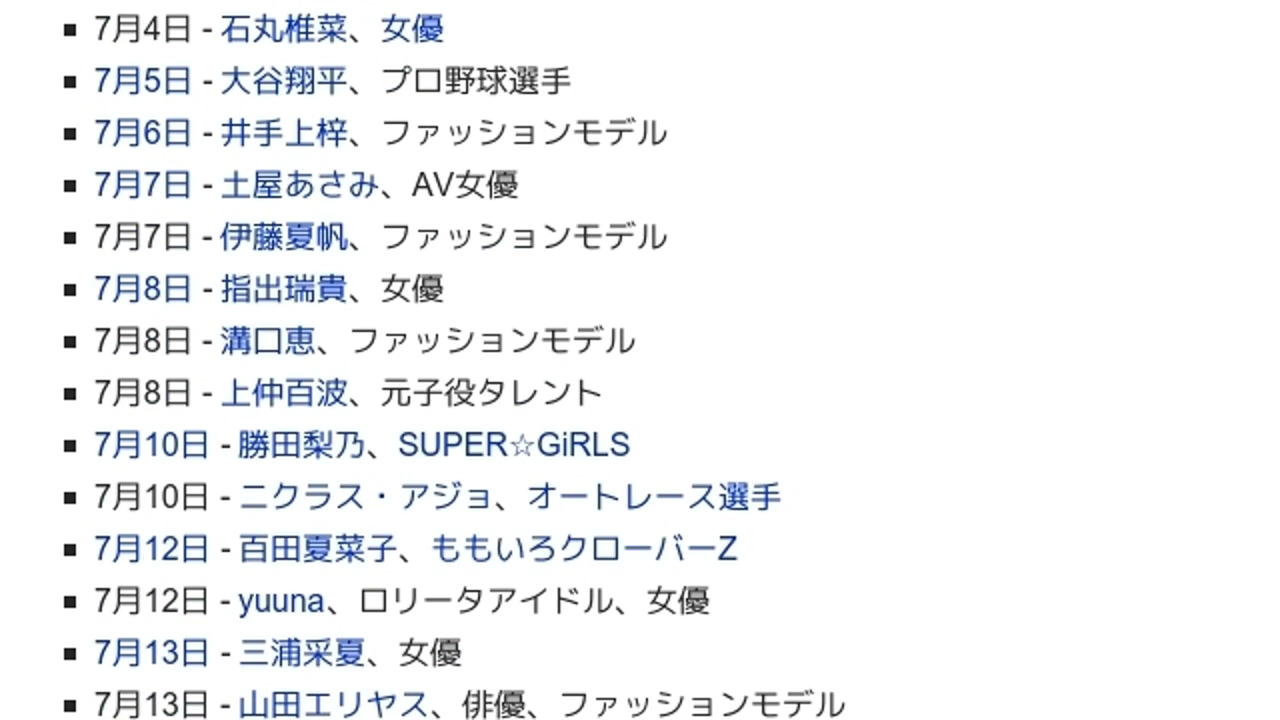 7月4日 - 石丸椎菜、女優
7月5日 - 大谷翔平、プロ野球選手
7月6日 - 井手上梓、ファッションモデル
7月7日 - 土屋あさみ、AV女優
7月7日 - 伊藤夏帆、ファッションモデル
7月8日 - 指出瑞貴、女優
7月8日 - 溝口恵、ファッションモデル
7月8日 - 上仲百波、元子役タレント
7月10日 - 勝田梨乃、SUPER☆GiRLS
7月10日 - ニクラス・アジョ、オートレース選手
7月12日 - 百田夏菜子、ももいろクローバーZ
7月12日 - yuuna、ロリータアイドル、女優
7月13日 - 三浦采夏、女優
7月13日 - 山田エリヤス、俳優、ファッションモデル